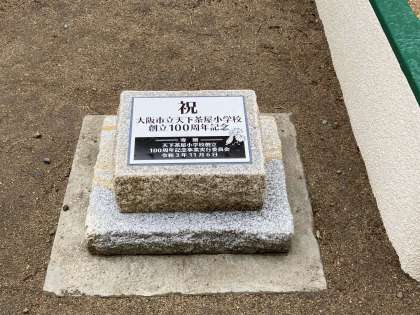 祝
大阪市立天下茶屋小学校
創立100周年記念
寄贈
天下茶屋小学校創立
100周年記念事業実行委員会
令和3年11月6日